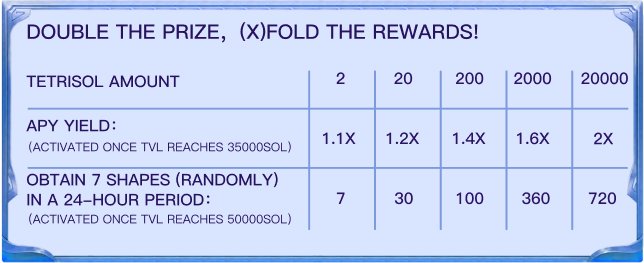 DOUBLE THE PRIZE, (X)FOLD THE REWARDS!
TETRISOL AMOUNT 2 20 200 2000 20000
APY YIELD:
(ACTIVATED ONCE TVL REACHES 35000SOL) 1.1X 1.2X 1.4X 1.6X 2X
OBTAIN 7 SHAPES (RANDOMLY)
IN A 24-HOUR PERIOD: 7 30 100 360 720
(ACTIVATED ONCE TVL REACHES 50000SOL)